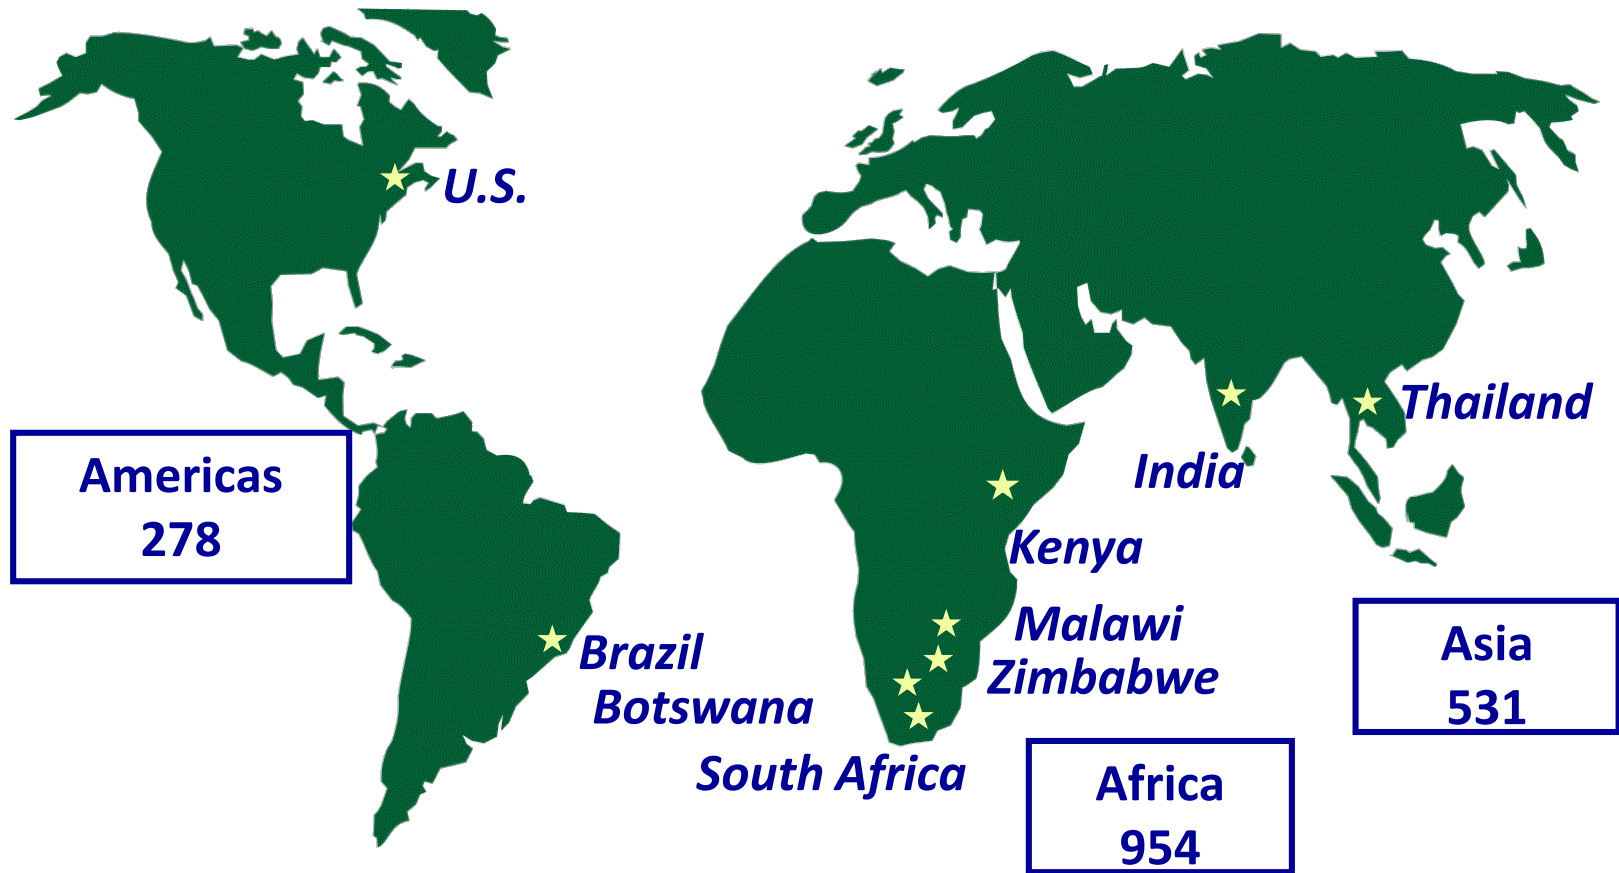 U.S.
Thailand
Americas
278
India
Kenya
Malawi
Brazil
Zimbabwe
Botswana
South Africa
Asia
531
Africa
954